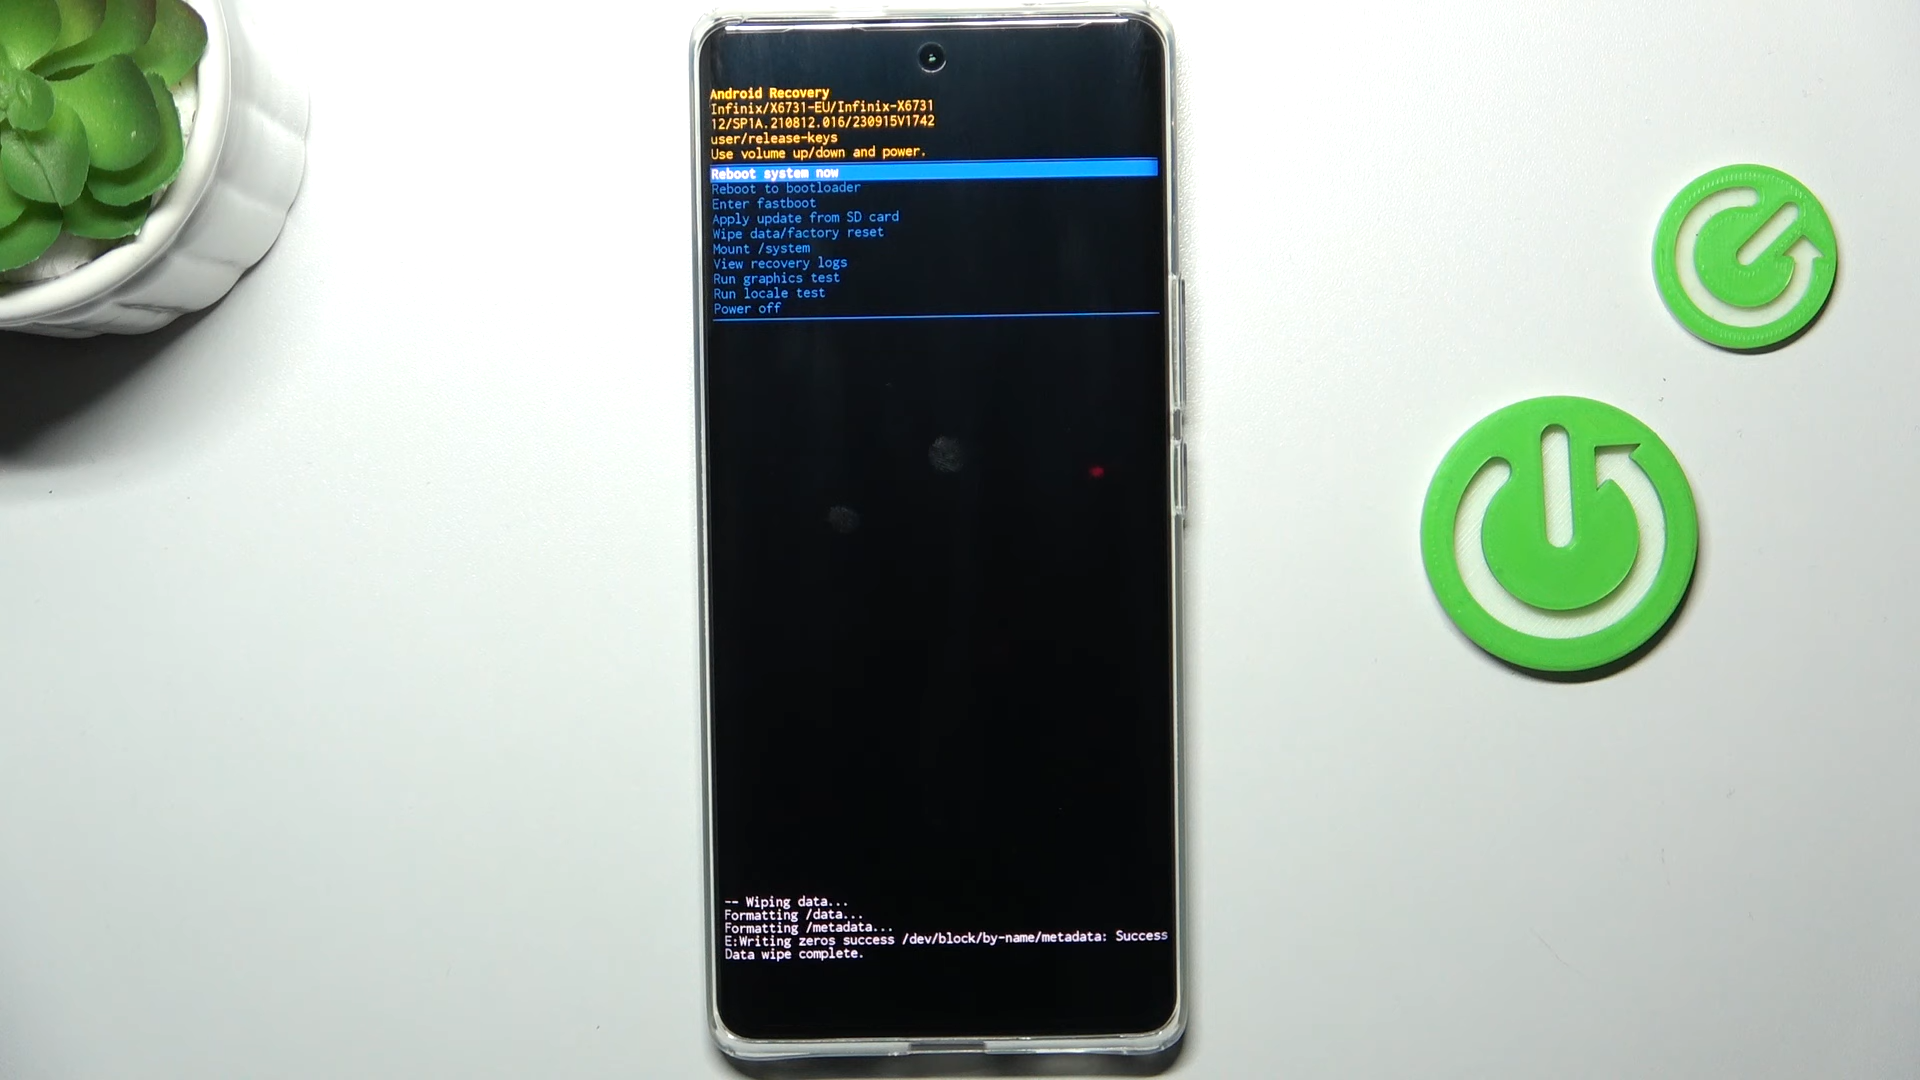 Android Recovery
Infinix/X6731-EU/Infinix-X6731
12/SP1A.210812.016/230915V1742
user/release-keys
Use volume up/down and power.
Reboot system now
Reboot to bootloader
Enter fastboot
Apply update from SD card
Wipe data/factory reset
Mount /system
View recovery logs
Run graphics test
Run locale test
Power off
-- Wiping data...
Formatting /data...
Formatting /metadata...
E:Writing zeros success /dev/block/by-name/metadata: Success
Data wipe complete.